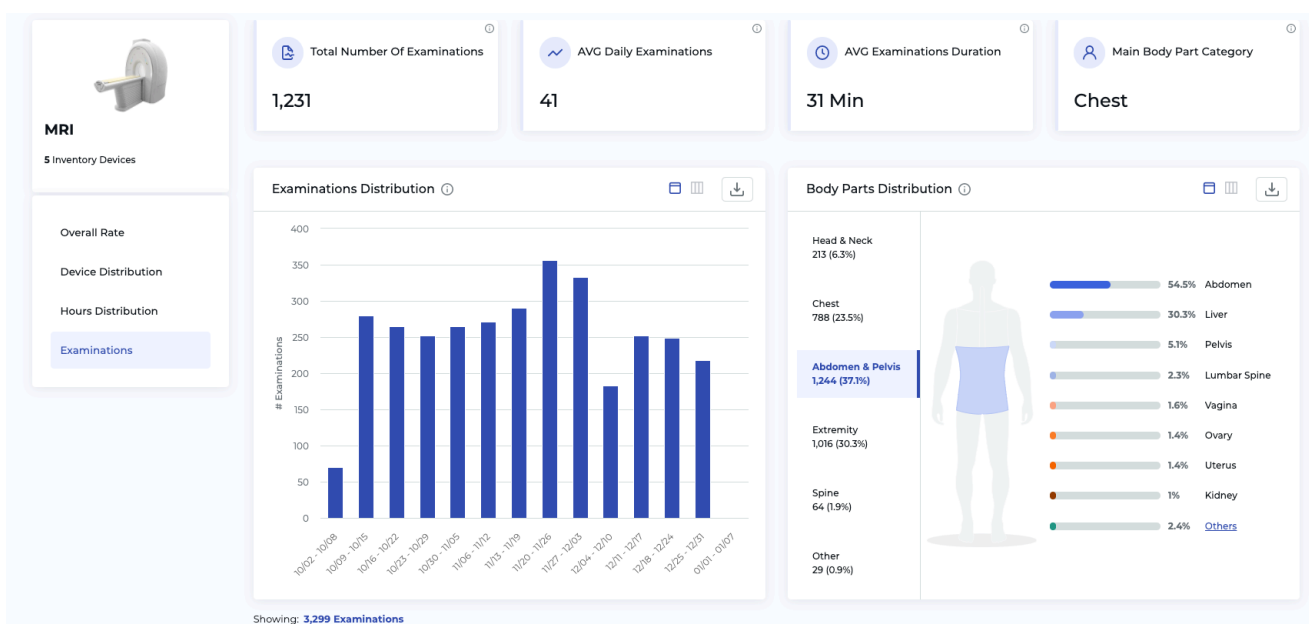 MRI
5 Inventory Devices
Overall Rate
Device Distribution
Hours Distribution
Examinations
Total Number Of Examinations
1,231
AVG Daily Examinations
41
AVG Examinations Duration
31 Min
Main Body Part Category
Chest
Examinations Distribution
# Examinations
400
350
300
250
200
150
100
50
0
10/02 - 10/08
10/09 - 10/15
10/16 - 10/22
10/23 - 10/29
10/30 - 11/05
11/06 - 11/12
11/13 - 11/19
11/20 - 11/26
11/27 - 12/03
12/04 - 12/10
12/11 - 12/17
12/18 - 12/24
12/25 - 12/31
01/01 - 01/07
Showing: 3,299 Examinations
Body Parts Distribution
Head & Neck
213 (6.3%)
Chest
788 (23.5%)
Abdomen & Pelvis
1,244 (37.1%)
Extremity
1,016 (30.3%)
Spine
64 (1.9%)
Other
29 (0.9%)
54.5% Abdomen
30.3% Liver
5.1% Pelvis
2.3% Lumbar Spine
1.6% Vagina
1.4% Ovary
1.4% Uterus
1% Kidney
2.4% Others